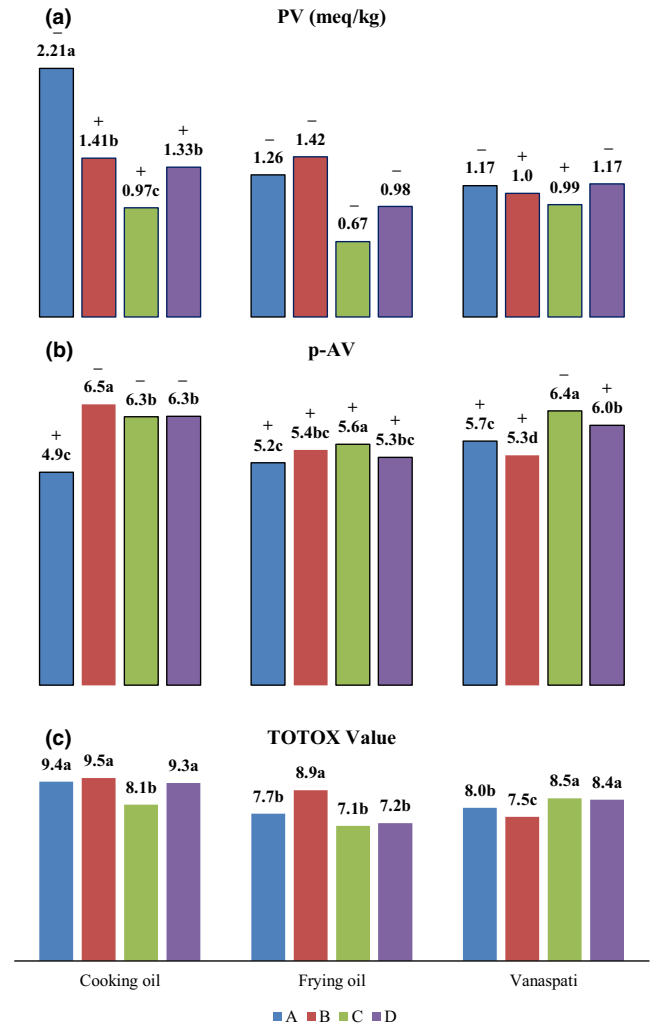 (a) PV (meq/kg)
− + + + − − − − − + + −
2.21a 1.41b 0.97c 1.33b 1.26 1.42 0.67 0.98 1.17 1.0 0.99 1.17
(b) p-AV
+ − − − + + + + + + − +
4.9c 6.5a 6.3b 6.3b 5.2c 5.4bc 5.6a 5.3bc 5.7c 5.3d 6.4a 6.0b
(c) TOTOX Value
9.4a 9.5a 8.1b 9.3a 7.7b 8.9a 7.1b 7.2b 8.0b 7.5c 8.5a 8.4a
Cooking oil Frying oil Vanaspati
A B C D